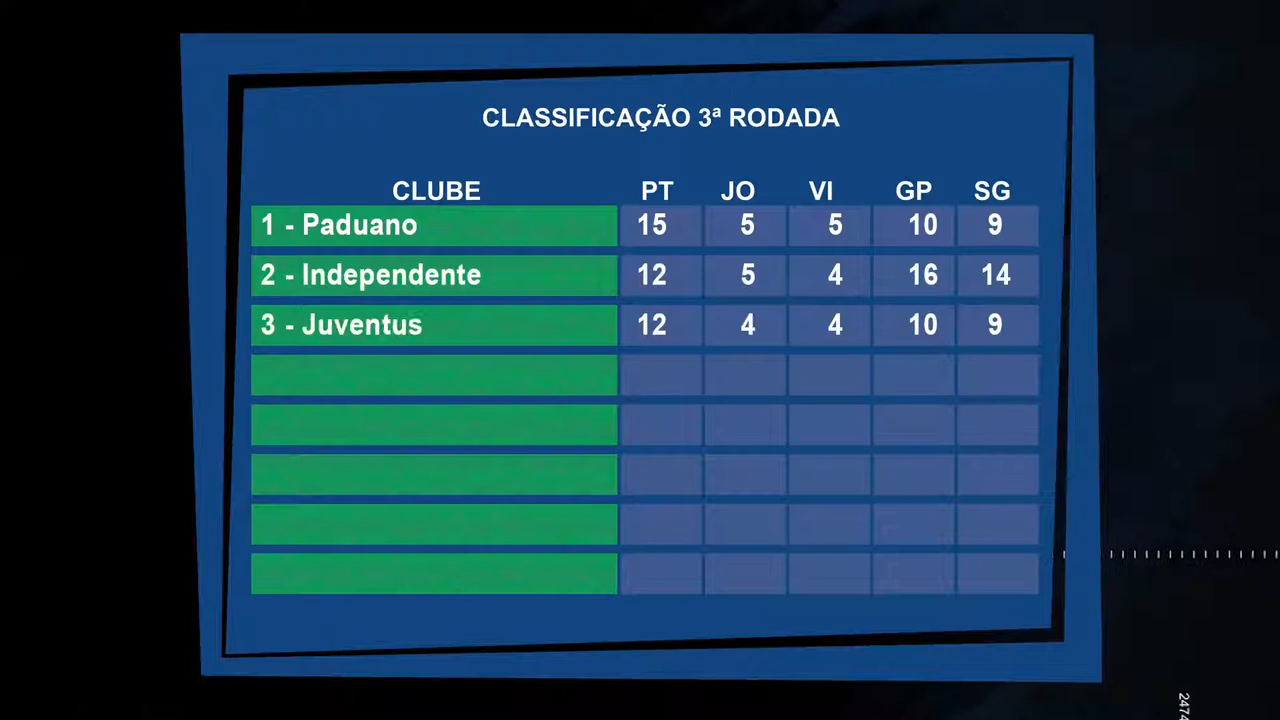 CLASSIFICAÇÃO 3ª RODADA
CLUBE PT JO VI GP SG
1 - Paduano 15 5 5 10 9
2 - Independente 12 5 4 16 14
3 - Juventus 12 4 4 10 9
2474